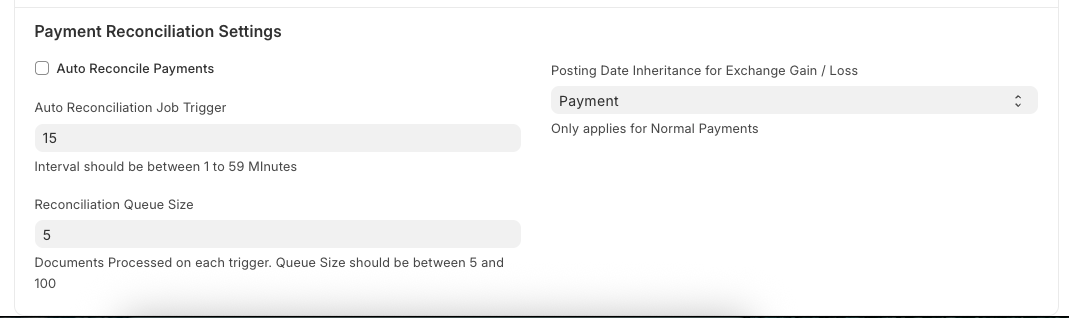 Payment Reconciliation Settings
Auto Reconcile Payments
Auto Reconciliation Job Trigger
15
Interval should be between 1 to 59 MInutes
Reconciliation Queue Size
5
Documents Processed on each trigger. Queue Size should be between 5 and
100
Posting Date Inheritance for Exchange Gain / Loss
Payment
Only applies for Normal Payments